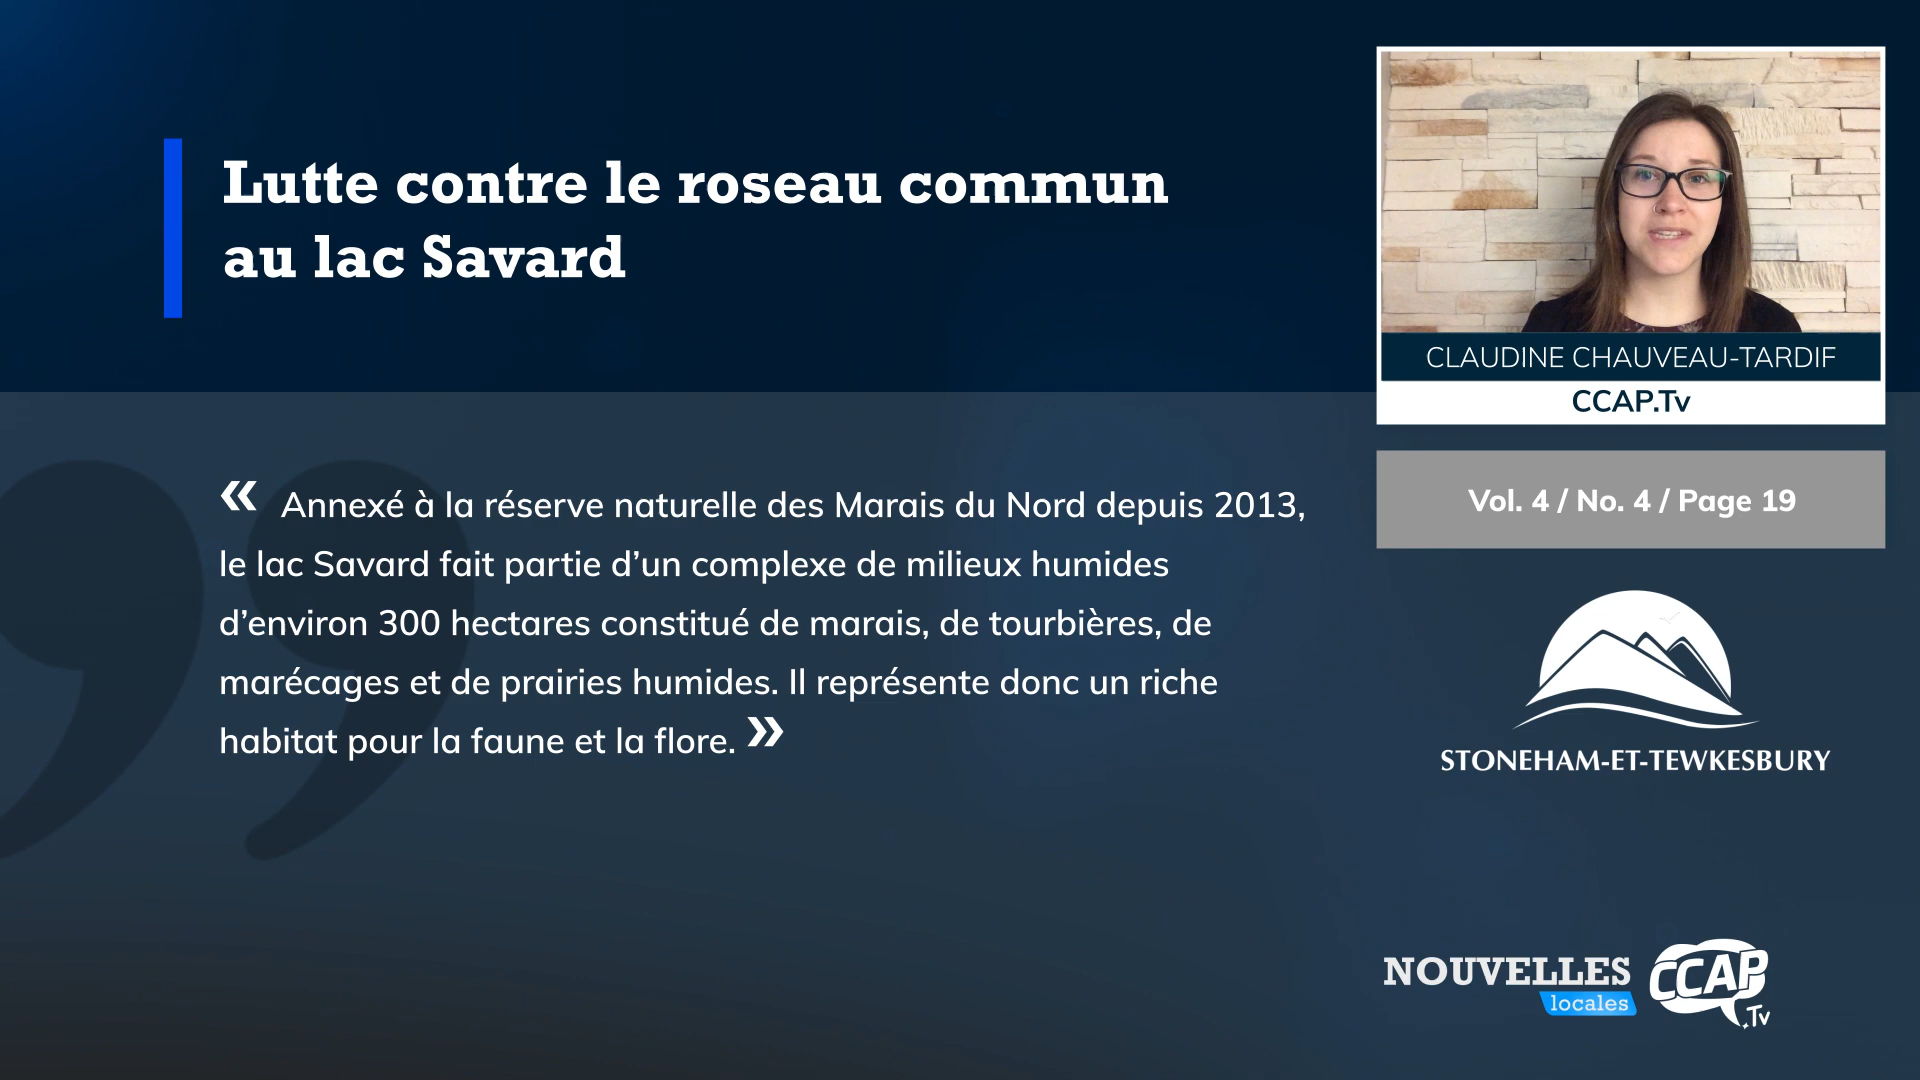 Lutte contre le roseau commun
au lac Savard
« Annexé à la réserve naturelle des Marais du Nord depuis 2013,
le lac Savard fait partie d’un complexe de milieux humides
d’environ 300 hectares constitué de marais, de tourbières, de
marécages et de prairies humides. Il représente donc un riche
habitat pour la faune et la flore. »
CLAUDINE CHAUVEAU-TARDIF
CCAP.Tv
Vol. 4 / No. 4 / Page 19
STONEHAM-ET-TEWKESBURY
NOUVELLES
locales
CCAP
.Tv